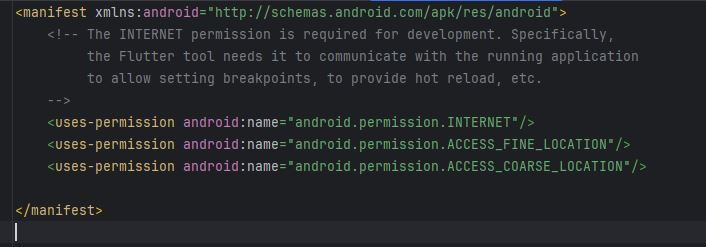 <manifest xmlns:android="http://schemas.android.com/apk/res/android">
    <!-- The INTERNET permission is required for development. Specifically,
         the Flutter tool needs it to communicate with the running application
         to allow setting breakpoints, to provide hot reload, etc.
    -->
    <uses-permission android:name="android.permission.INTERNET"/>
    <uses-permission android:name="android.permission.ACCESS_FINE_LOCATION"/>
    <uses-permission android:name="android.permission.ACCESS_COARSE_LOCATION"/>

</manifest>